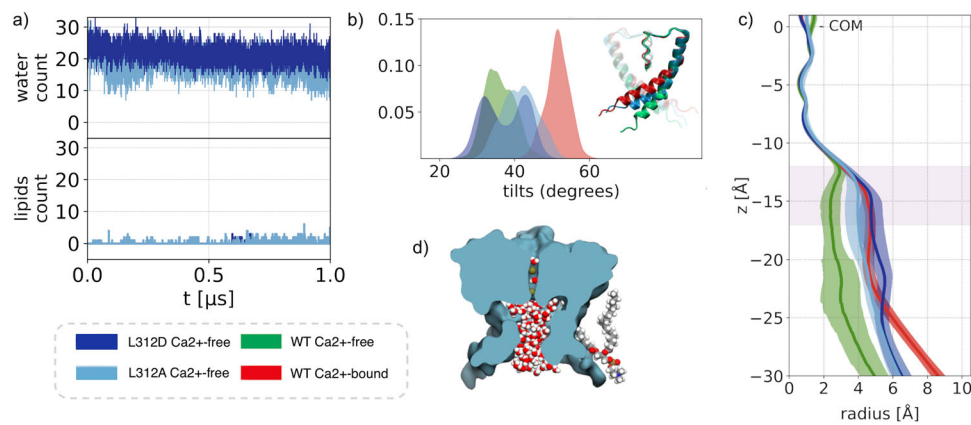 a)
30
20
10
0
water
count
30
20
10
0
lipids
count
0.0
0.5
1.0
t [μs]
b)
0.15
0.10
0.05
20
40
60
tilts (degrees)
c)
0
−5
−10
−15
−20
−25
−30
z [Å]
COM
0
2
4
6
8
10
radius [Å]
d)
L312D Ca2+-free
WT Ca2+-free
L312A Ca2+-free
WT Ca2+-bound